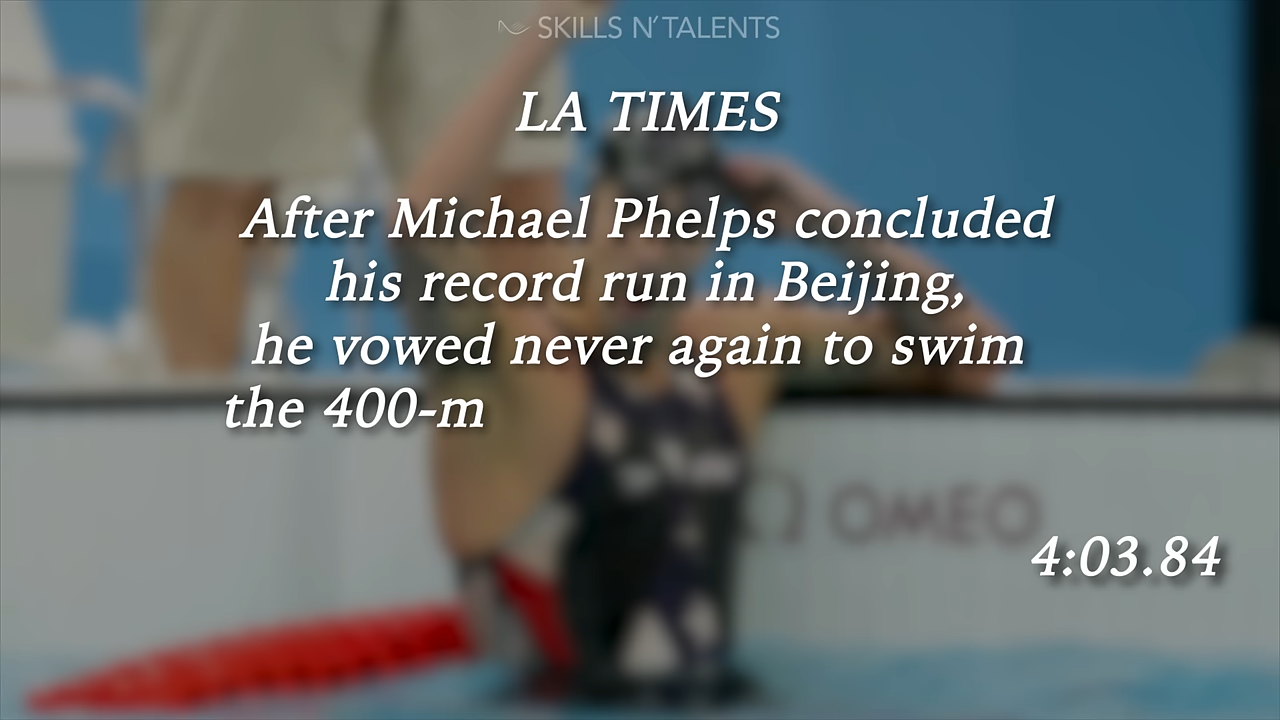 SKILLS N' TALENTS
LA TIMES
After Michael Phelps concluded
his record run in Beijing,
he vowed never again to swim
the 400-m
OMEG
4:03.84